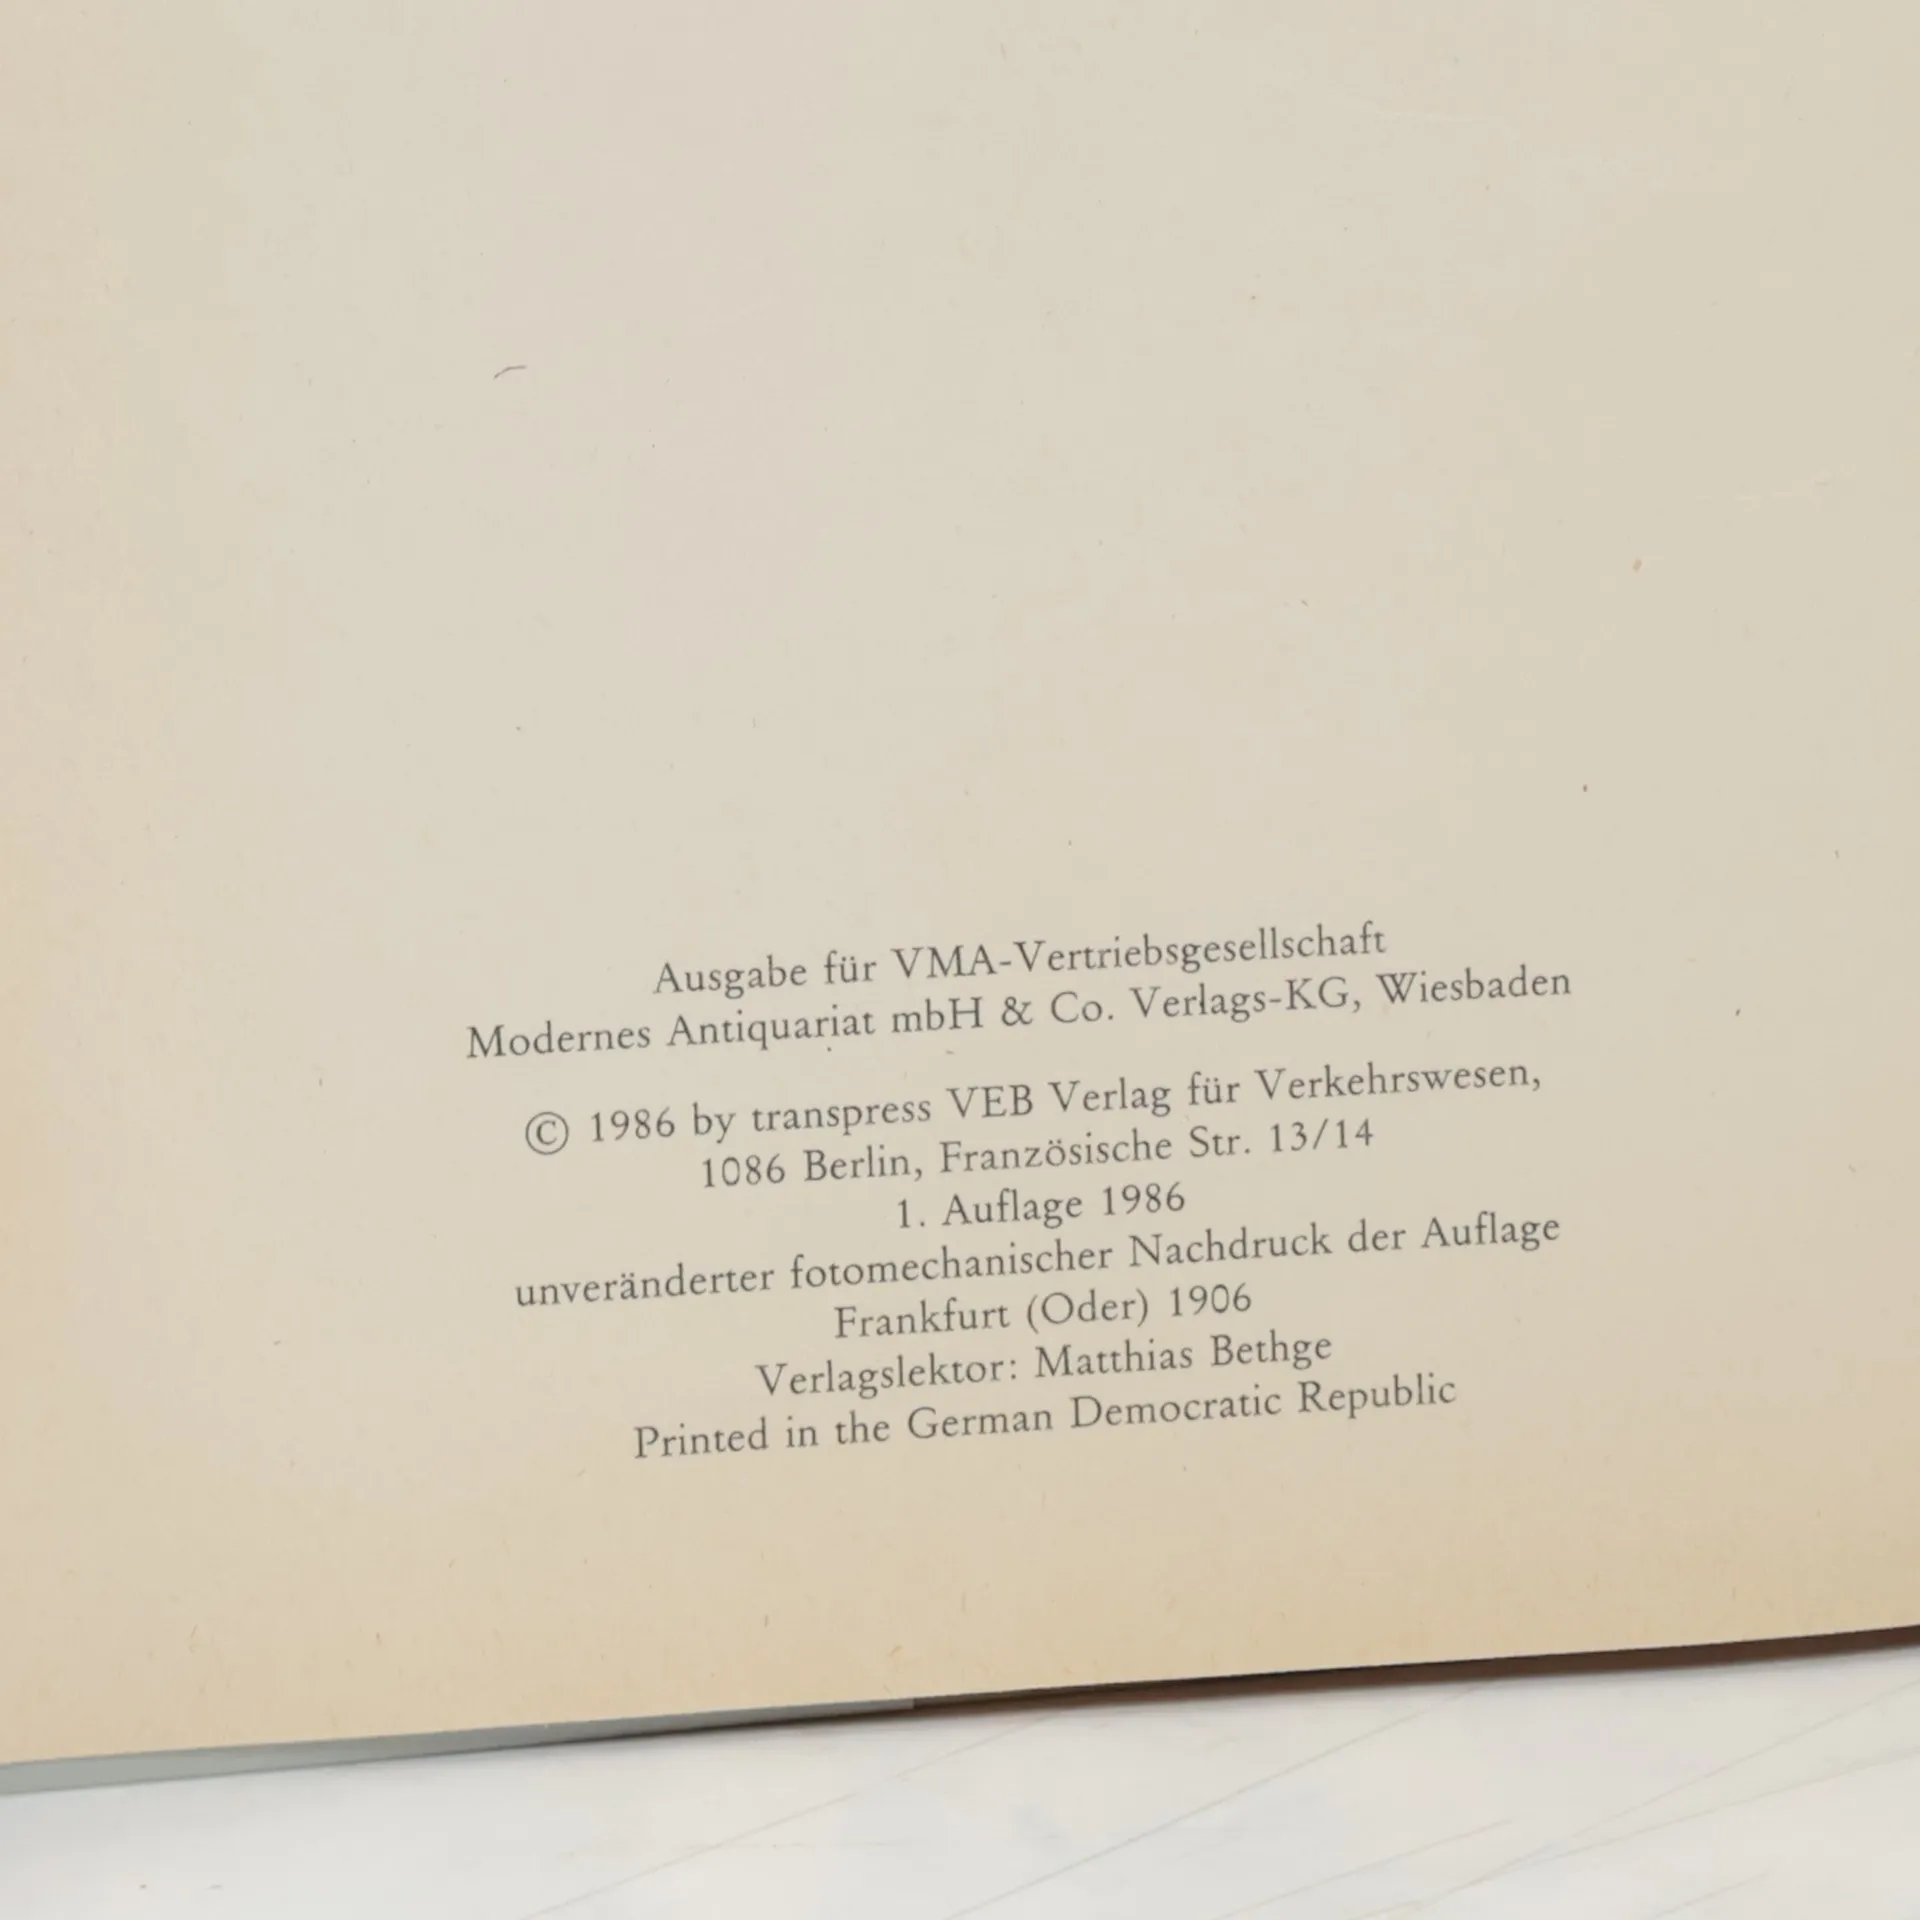 Ausgabe für VMA-Vertriebsgesellschaft
Modernes Antiquariat mbH & Co. Verlags-KG, Wiesbaden
© 1986 by transpress VEB Verlag für Verkehrswesen,
1086 Berlin, Französische Str. 13/14
1. Auflage 1986
unveränderter fotomechanischer Nachdruck der Auflage
Frankfurt (Oder) 1906
Verlagslektor: Matthias Bethge
Printed in the German Democratic Republic